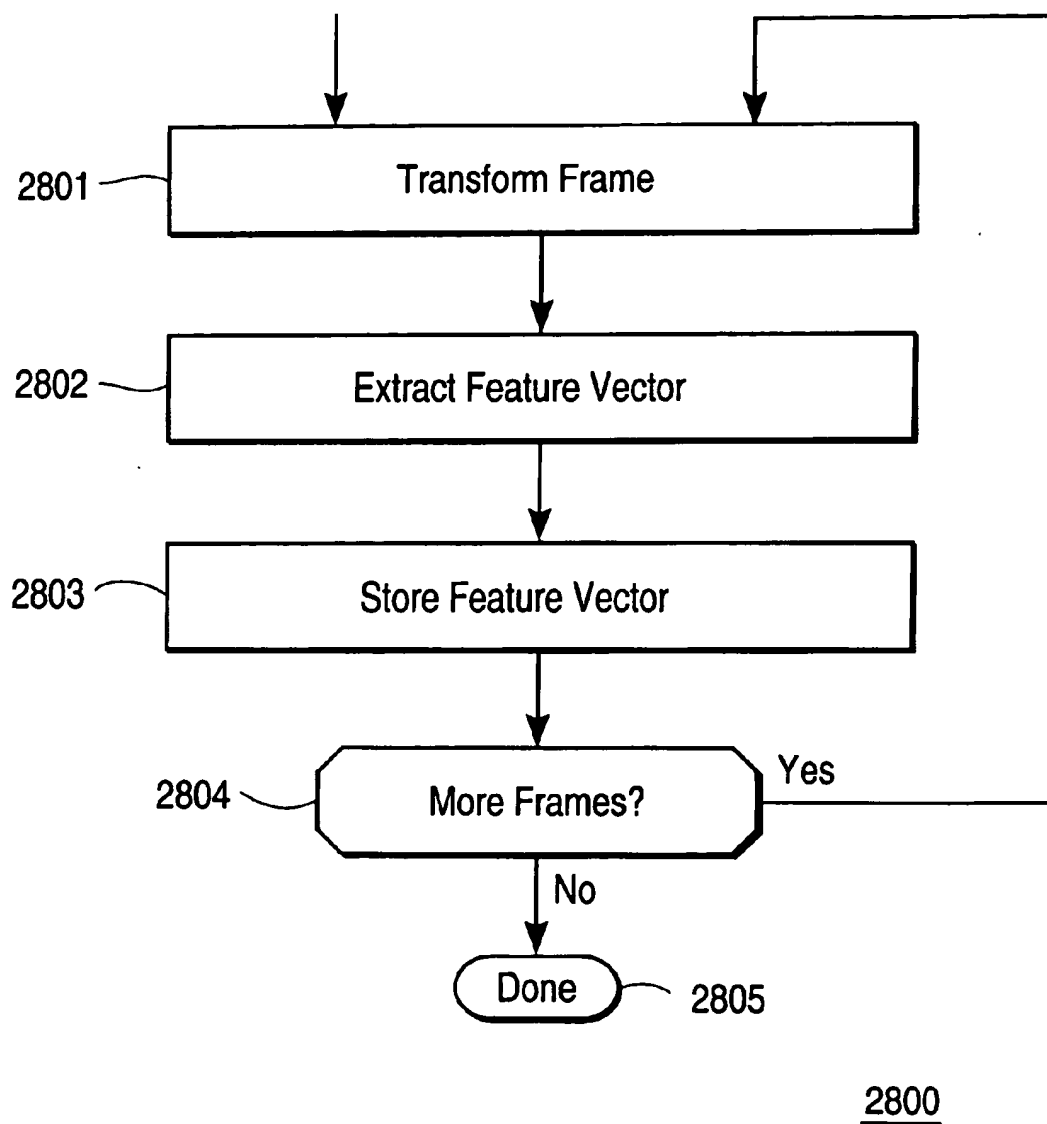 2801
Transform Frame
2802
Extract Feature Vector
2803
Store Feature Vector
2804
More Frames?
Yes
No
Done
2805
2800